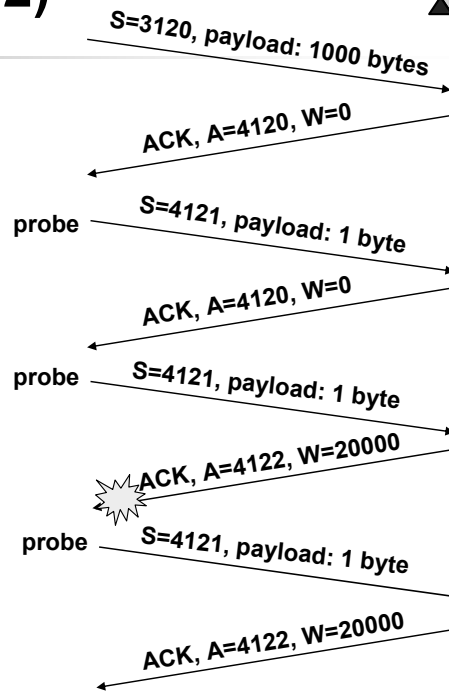 2)
S=3120, payload: 1000 bytes
ACK, A=4120, W=0
probe
S=4121, payload: 1 byte
ACK, A=4120, W=0
probe
S=4121, payload: 1 byte
ACK, A=4122, W=20000
probe
S=4121, payload: 1 byte
ACK, A=4122, W=20000